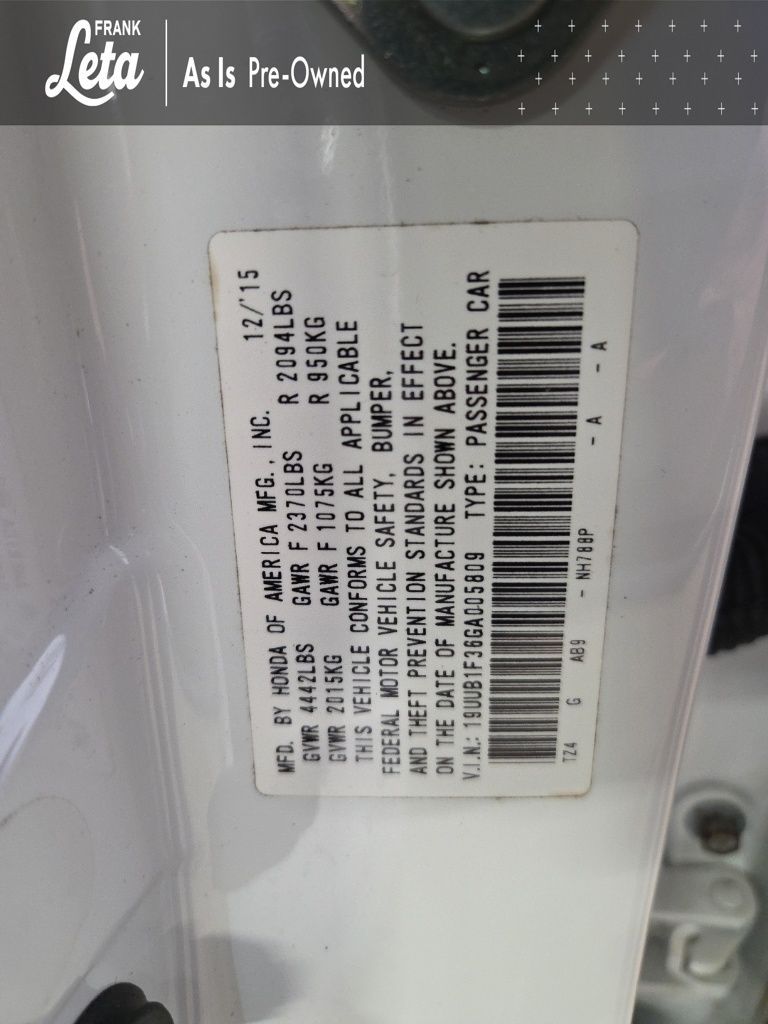 FRANK
Leta
As Is Pre-Owned
MFD. BY HONDA OF AMERICA MFG., INC. 12/'15
GVWR 4442LBS GAWR F 2370LBS R 2094LBS
GVWR 2015KG GAWR F 1075KG R 950KG
THIS VEHICLE CONFORMS TO ALL APPLICABLE
FEDERAL MOTOR VEHICLE SAFETY, BUMPER,
AND THEFT PREVENTION STANDARDS IN EFFECT
ON THE DATE OF MANUFACTURE SHOWN ABOVE.
V.I.N.: 19UUB1F36GA005809 TYPE: PASSENGER CAR
TZ4 G AB9 - NH788P - A - A